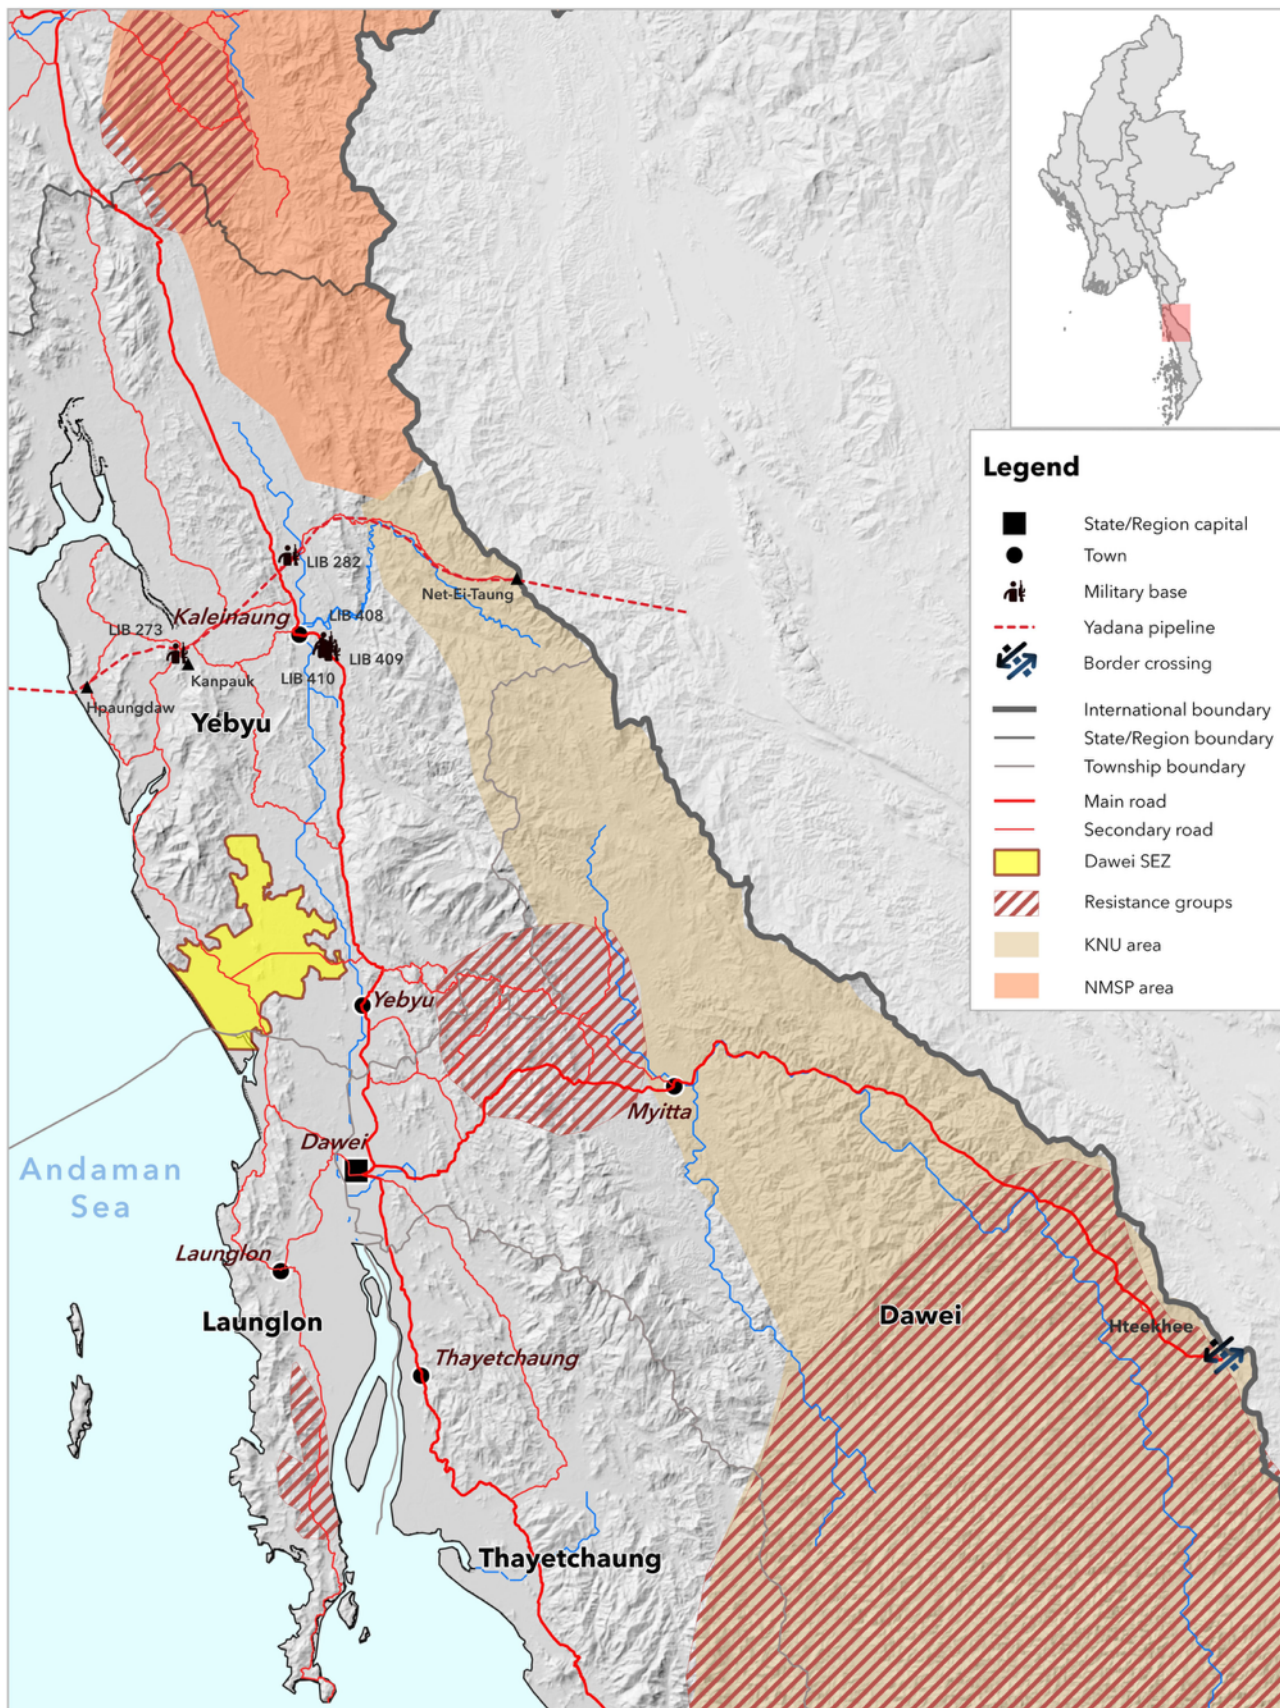 Legend
State/Region capital
Town
Military base
Yadana pipeline
Border crossing
International boundary
State/Region boundary
Township boundary
Main road
Secondary road
Dawei SEZ
Resistance groups
KNU area
NMSP area
LIB 282
Net-Ei-Taung
Kaleinaung
LIB 408
LIB 273
LIB 409
LIB 410
Kanpauk
Hpaungdaw
Yebyu
Yebyu
Myitta
Dawei
Andaman
Sea
Launglon
Launglon
Dawei
Hteekhee
Thayetchaung
Thayetchaung